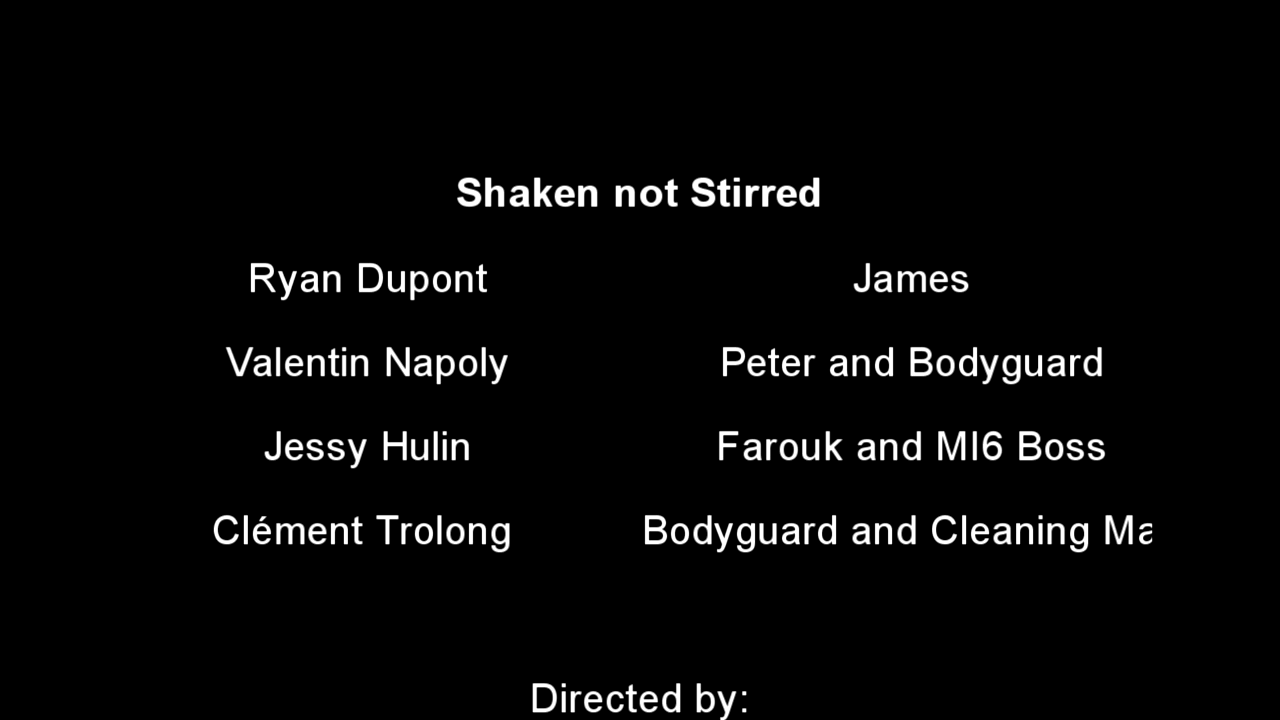 Shaken not Stirred
Ryan Dupont James
Valentin Napoly Peter and Bodyguard
Jessy Hulin Farouk and MI6 Boss
Clément Trolong Bodyguard and Cleaning Ma
Directed by: